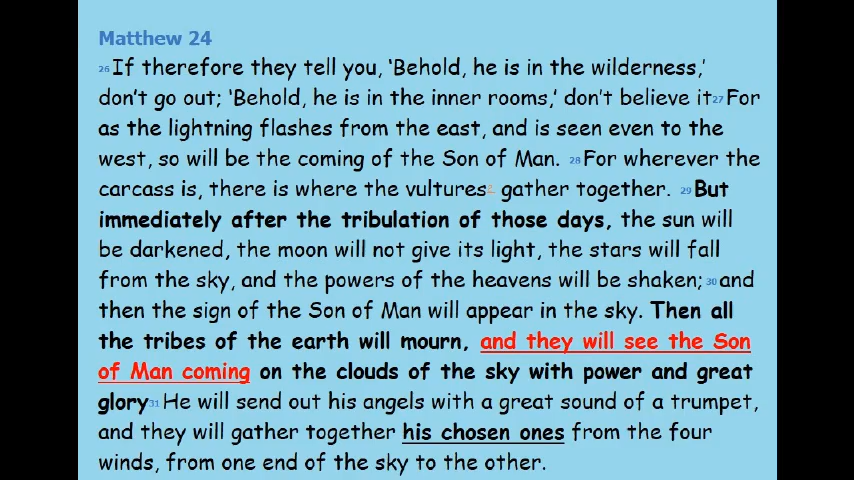 Matthew 24
26 If therefore they tell you, ‘Behold, he is in the wilderness,’
don’t go out; ‘Behold, he is in the inner rooms,’ don’t believe it27 For
as the lightning flashes from the east, and is seen even to the
west, so will be the coming of the Son of Man. 28 For wherever the
carcass is, there is where the vultures gather together. 29 But
immediately after the tribulation of those days, the sun will
be darkened, the moon will not give its light, the stars will fall
from the sky, and the powers of the heavens will be shaken; 30 and
then the sign of the Son of Man will appear in the sky. Then all
the tribes of the earth will mourn, and they will see the Son
of Man coming on the clouds of the sky with power and great
glory31 He will send out his angels with a great sound of a trumpet,
and they will gather together his chosen ones from the four
winds, from one end of the sky to the other.